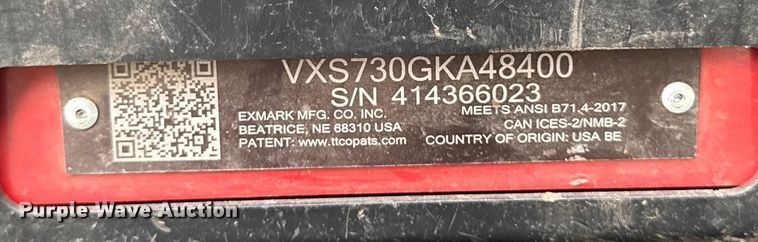 VXS730GKA48400
S/N 414366023
EXMARK MFG. CO. INC.
BEATRICE, NE 68310 USA
PATENT: www.ttcopats.com
MEETS ANSI B71.4-2017
CAN ICES-2/NMB-2
COUNTRY OF ORIGIN: USA BE
Purple Wave Auction